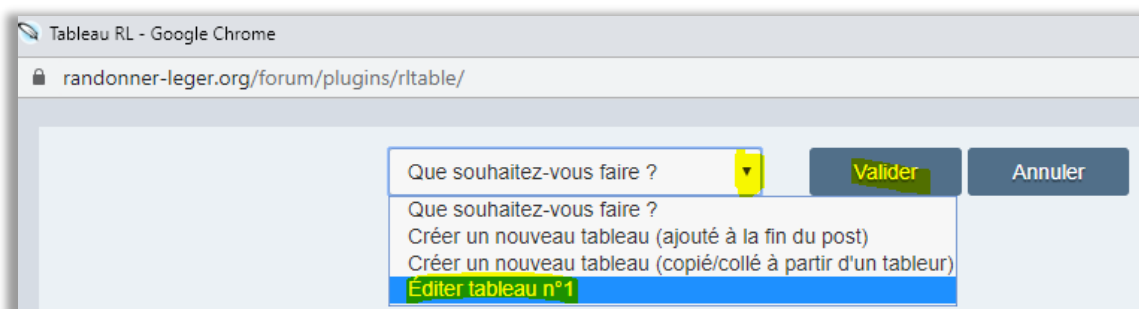 Tableau RL - Google Chrome
randonner-leger.org/forum/plugins/rltable/
Que souhaitez-vous faire ? Valider Annuler
Que souhaitez-vous faire ?
Créer un nouveau tableau (ajouté à la fin du post)
Créer un nouveau tableau (copié/collé à partir d'un tableur)
Éditer tableau n°1